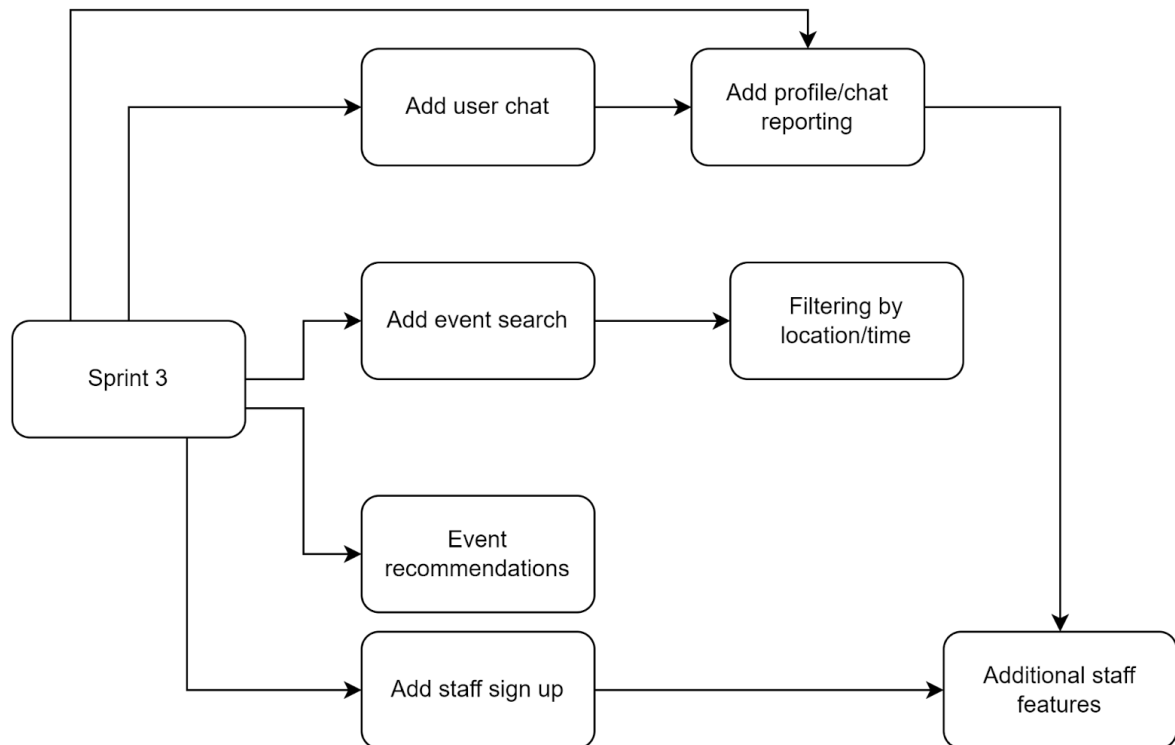 Add user chat
Add profile/chat
reporting
Add event search
Filtering by
location/time
Sprint 3
Event
recommendations
Add staff sign up
Additional staff
features